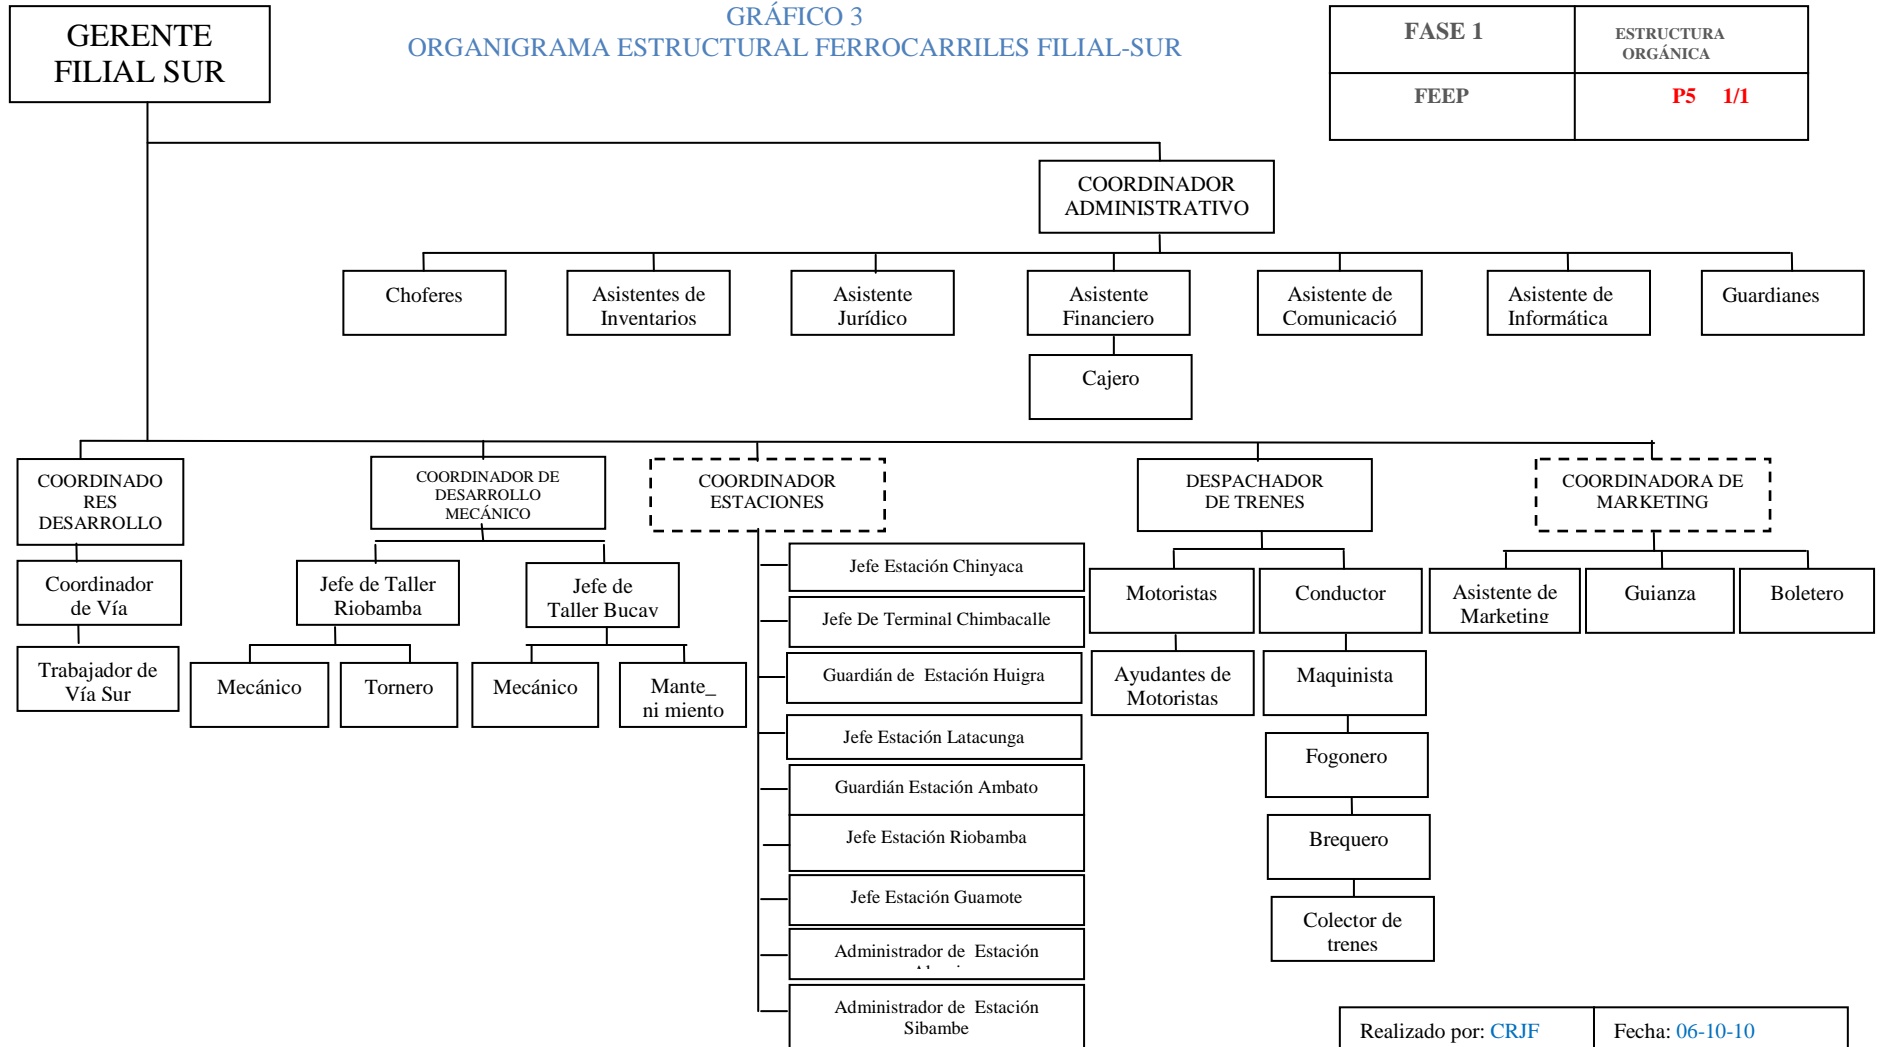 GERENTE
FILIAL SUR
GRÁFICO 3
ORGANIGRAMA ESTRUCTURAL FERROCARRILES FILIAL-SUR
FASE 1
ESTRUCTURA
ORGÁNICA
FEEP
P5 1/1
COORDINADOR
ADMINISTRATIVO
Choferes
Asistentes de
Inventarios
Asistente
Jurídico
Asistente
Financiero
Asistente de
Comunicació
Asistente de
Informática
Guardianes
Cajero
COORDINADO
RES
DESARROLLO
COORDINADOR DE
DESARROLLO
MECÁNICO
COORDINADOR
ESTACIONES
DESPACHADOR
DE TRENES
COORDINADORA DE
MARKETING
Coordinador
de Vía
Trabajador de
Vía Sur
Jefe de Taller
Riobamba
Jefe de
Taller Bucay
Mecánico
Tornero
Mecánico
Mante_
ni miento
Jefe Estación Chinyaca
Jefe De Terminal Chimbacalle
Guardián de Estación Huigra
Jefe Estación Latacunga
Guardián Estación Ambato
Jefe Estación Riobamba
Jefe Estación Guamote
Administrador de Estación
Administrador de Estación
Sibambe
Motoristas
Ayudantes de
Motoristas
Conductor
Maquinista
Fogonero
Brequero
Colector de
trenes
Asistente de
Marketing
Guianza
Boletero
Realizado por: CRJF
Fecha: 06-10-10